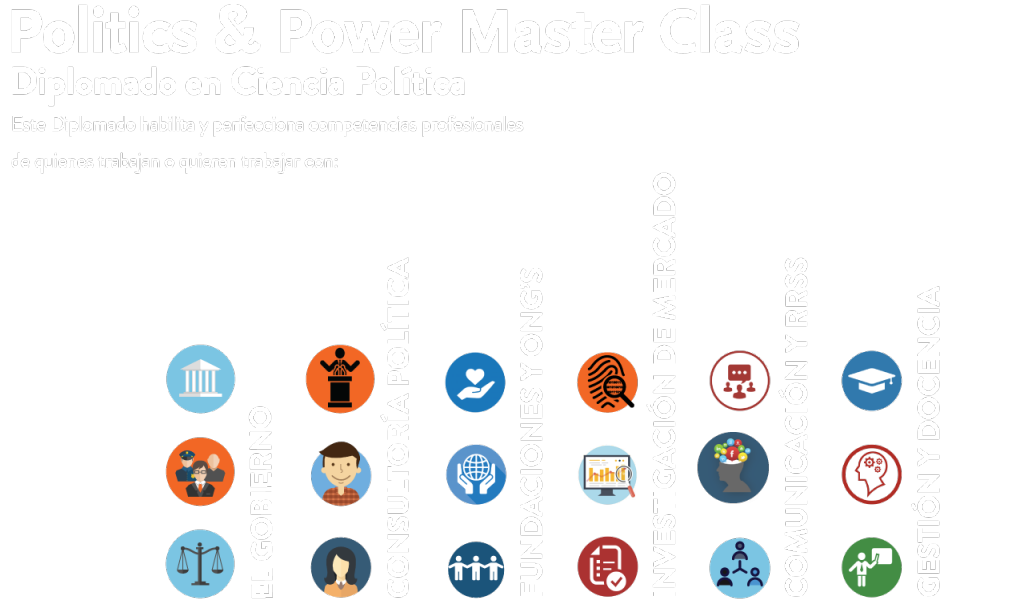 Politics & Power Master Class
Diplomado en Ciencia Política
Este Diplomado habilita y perfecciona competencias profesionales
de quienes trabajan o quieren trabajar con:
EL GOBIERNO
CONSULTORÍA POLÍTICA
FUNDACIONES Y ONG'S
INVESTIGACIÓN DE MERCADO
COMUNICACIÓN Y RRSS
GESTIÓN Y DOCENCIA